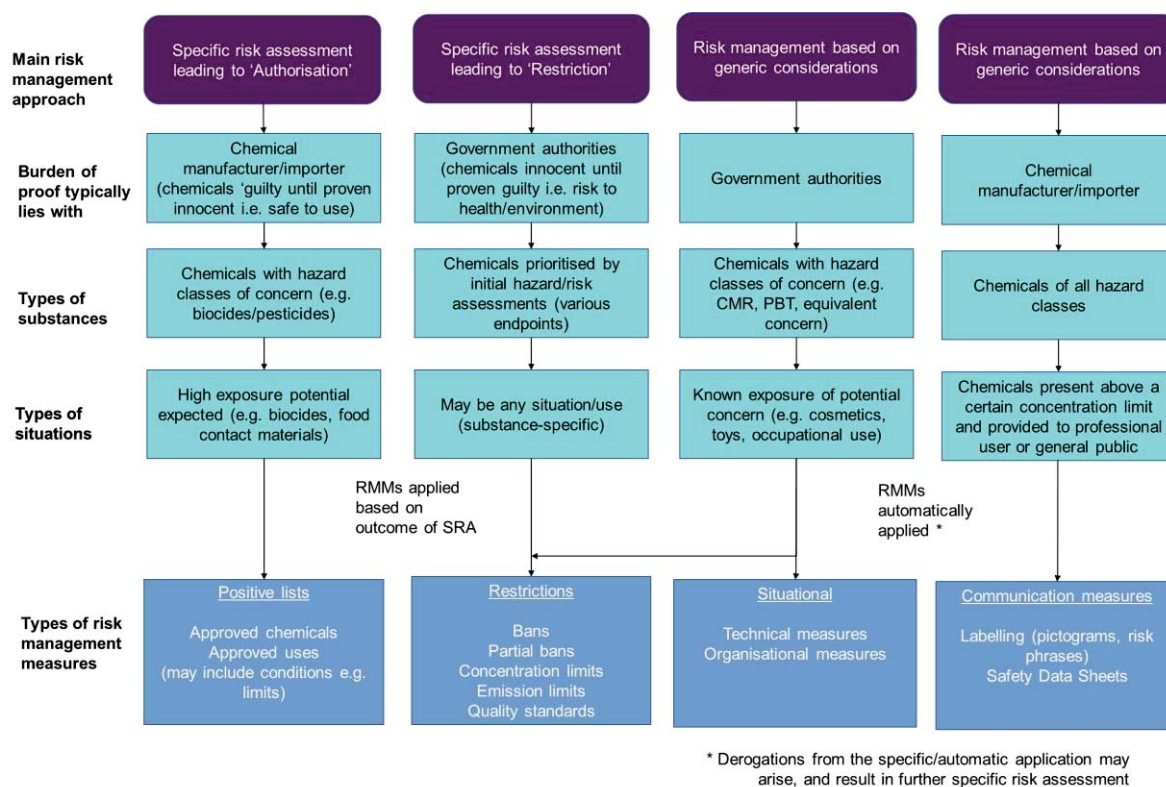 Main risk
management
approach
Specific risk assessment
leading to ‘Authorisation’
Specific risk assessment
leading to ‘Restriction’
Risk management based on
generic considerations
Risk management based on
generic considerations
Burden of
proof typically
lies with
Chemical
manufacturer/importer
(chemicals ‘guilty until proven
innocent i.e. safe to use)
Government authorities
(chemicals innocent until
proven guilty i.e. risk to
health/environment)
Government authorities
Chemical
manufacturer/importer
Types of
substances
Chemicals with hazard
classes of concern (e.g.
biocides/pesticides)
Chemicals prioritised by
initial hazard/risk
assessments (various
endpoints)
Chemicals with hazard
classes of concern (e.g.
CMR, PBT, equivalent
concern)
Chemicals of all hazard
classes
Types of
situations
High exposure potential
expected (e.g. biocides, food
contact materials)
May be any situation/use
(substance-specific)
Known exposure of potential
concern (e.g. cosmetics,
toys, occupational use)
Chemicals present above a
certain concentration limit
and provided to professional
user or general public
RMMs applied
based on
outcome of SRA
RMMs
automatically
applied *
Types of risk
management
measures
Positive lists
Approved chemicals
Approved uses
(may include conditions e.g.
limits)
Restrictions
Bans
Partial bans
Concentration limits
Emission limits
Quality standards
Situational
Technical measures
Organisational measures
Communication measures
Labelling (pictograms, risk
phrases)
Safety Data Sheets
* Derogations from the specific/automatic application may
arise, and result in further specific risk assessment